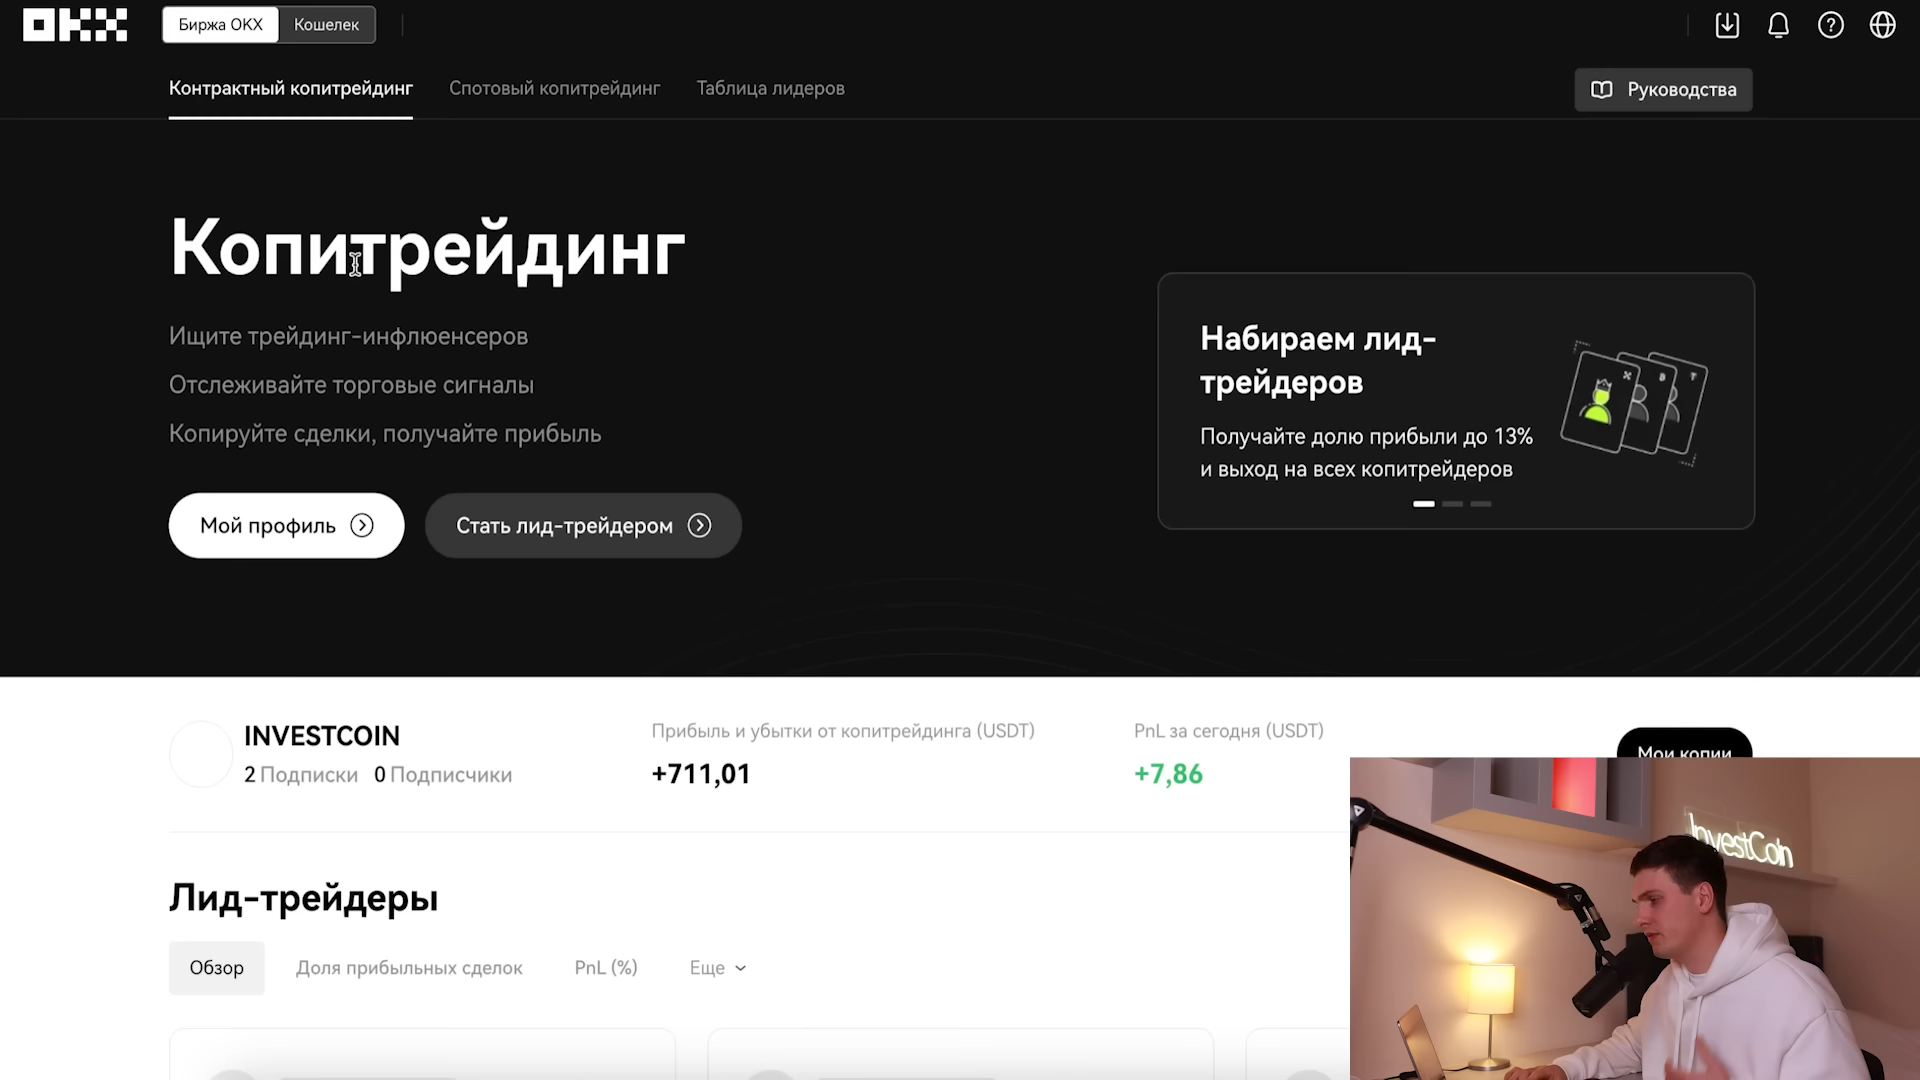 OKX
Биржа OKX
Кошелек
Контрактный копитрейдинг
Спотовый копитрейдинг
Таблица лидеров
Руководства
Копитрейдинг
Ищите трейдинг-инфлюенсеров
Отслеживайте торговые сигналы
Копируйте сделки, получайте прибыль
Мой профиль
Стать лид-трейдером
Набираем лид-
трейдеров
Получайте долю прибыли до 13%
и выход на всех копитрейдеров
INVESTCOIN
2 Подписки 0 Подписчики
Прибыль и убытки от копитрейдинга (USDT)
+711,01
PnL за сегодня (USDT)
+7,86
Мои копии
InvestCoin
Лид-трейдеры
Обзор
Доля прибыльных сделок
PnL (%)
Еще